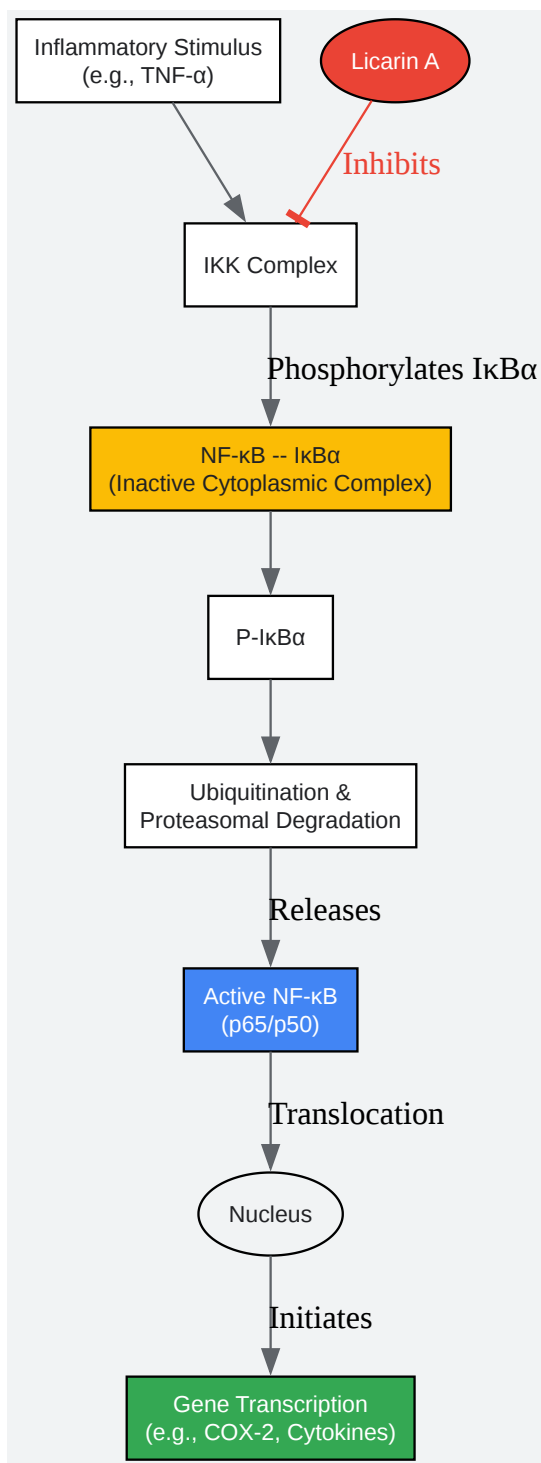 Inflammatory Stimulus
(e.g., TNF-α)
Licarin A
Inhibits
IKK Complex
Phosphorylates IκBα
NF-κB -- IκBα
(Inactive Cytoplasmic Complex)
P-IκBα
Ubiquitination &
Proteasomal Degradation
Releases
Active NF-κB
(p65/p50)
Translocation
Nucleus
Initiates
Gene Transcription
(e.g., COX-2, Cytokines)